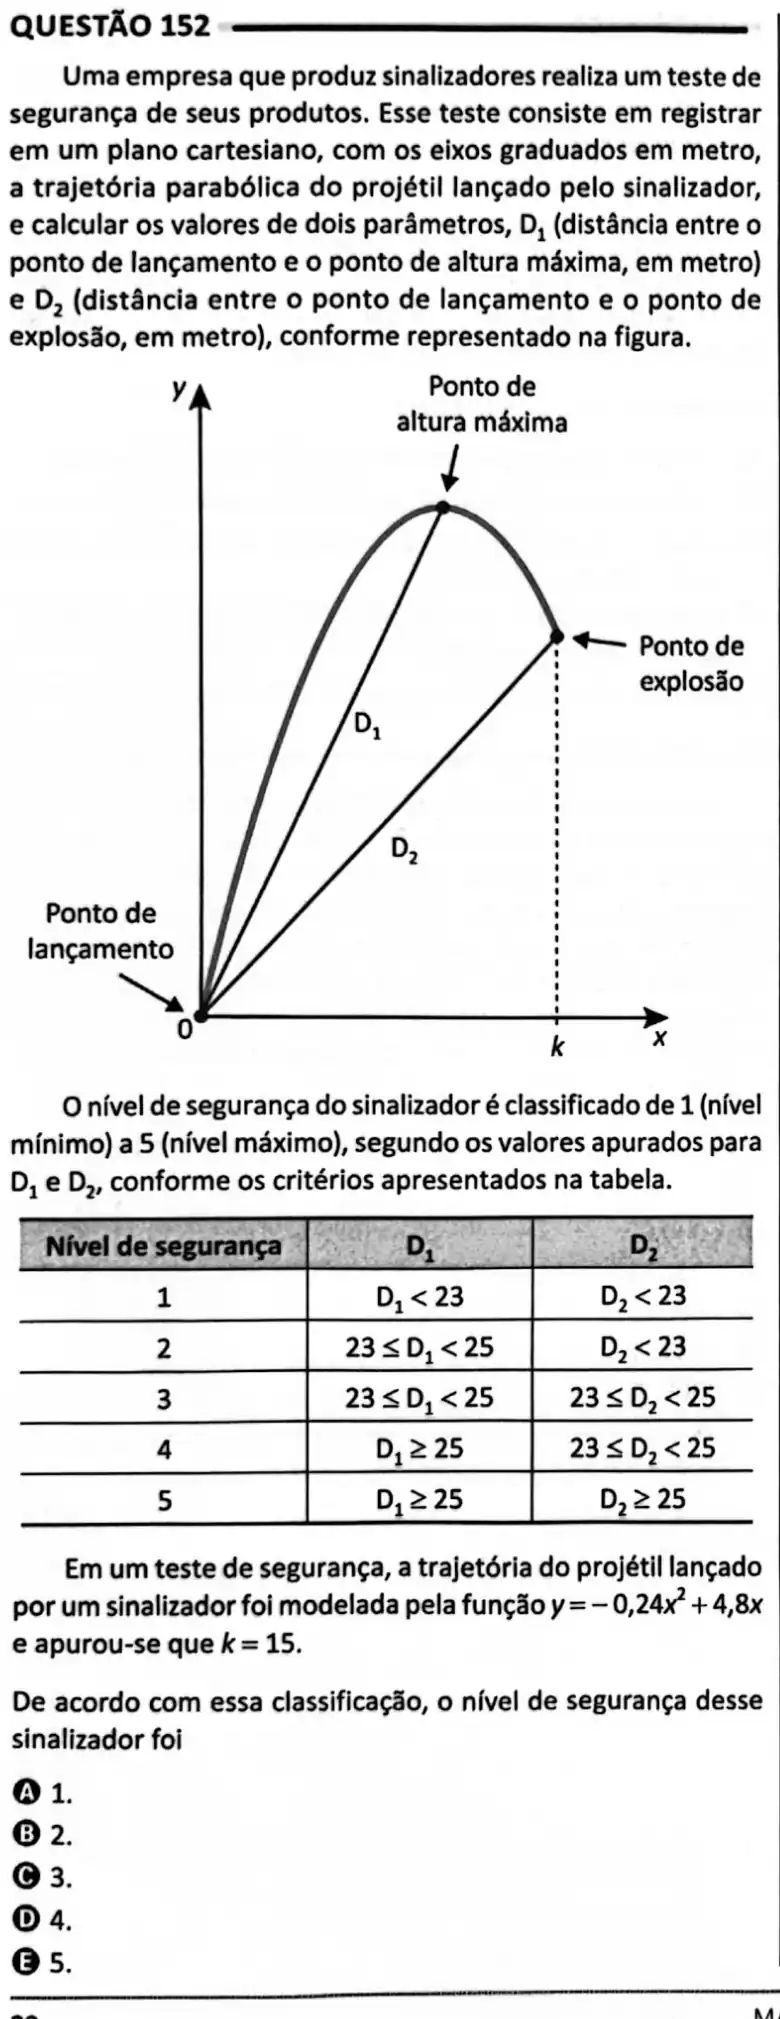 QUESTÃO 152
Uma empresa que produz sinalizadores realiza um teste de
segurança de seus produtos. Esse teste consiste em registrar
em um plano cartesiano, com os eixos graduados em metro,
a trajetória parabólica do projétil lançado pelo sinalizador,
e calcular os valores de dois parâmetros, D₁ (distância entre o
ponto de lançamento e o ponto de altura máxima, em metro)
e D₂ (distância entre o ponto de lançamento e o ponto de
explosão, em metro), conforme representado na figura.
y
Ponto de
altura máxima
Ponto de
explosão
D₁
D₂
Ponto de
lançamento
0
k
x
O nível de segurança do sinalizador é classificado de 1 (nível
mínimo) a 5 (nível máximo), segundo os valores apurados para
D₁ e D₂, conforme os critérios apresentados na tabela.
Nível de segurança D₁ D₂
1 D₁ < 23 D₂ < 23
2 23 ≤ D₁ < 25 D₂ < 23
3 23 ≤ D₁ < 25 23 ≤ D₂ < 25
4 D₁ ≥ 25 23 ≤ D₂ < 25
5 D₁ ≥ 25 D₂ ≥ 25
Em um teste de segurança, a trajetória do projétil lançado
por um sinalizador foi modelada pela função y = – 0,24x² + 4,8x
e apurou-se que k = 15.
De acordo com essa classificação, o nível de segurança desse
sinalizador foi
A 1.
B 2.
C 3.
D 4.
E 5.